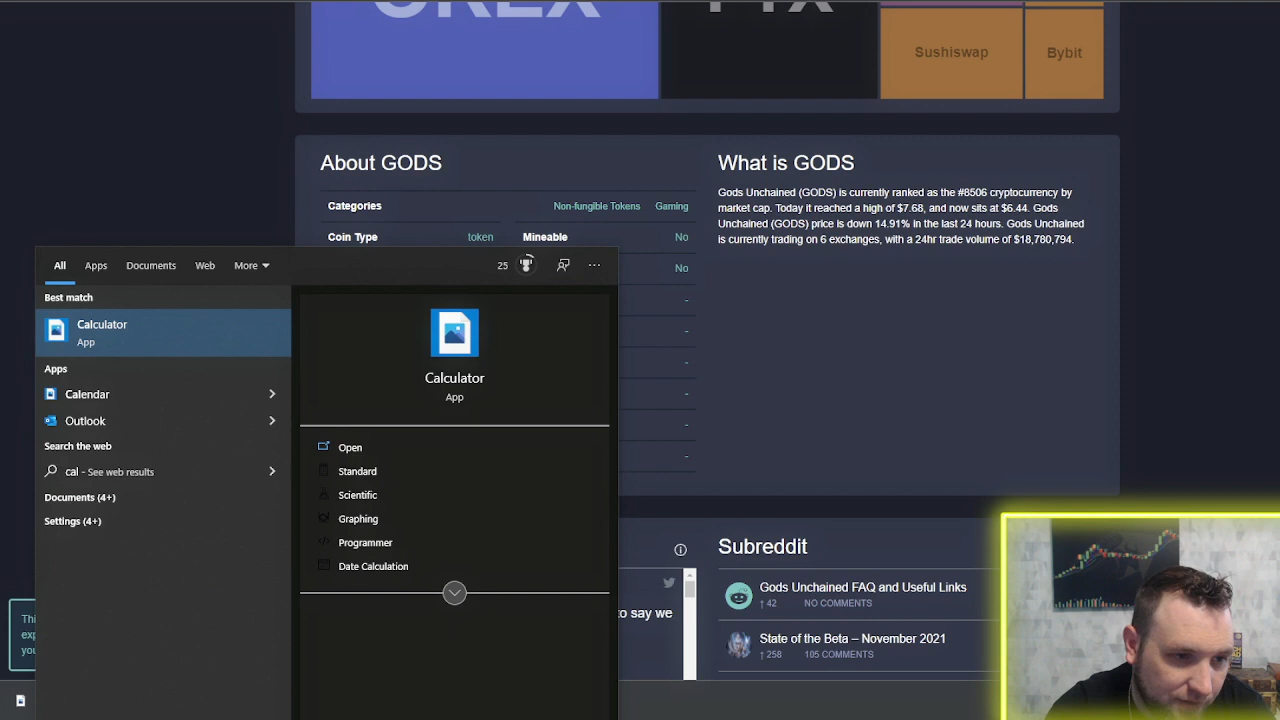 Sushiswap
Bybit
About GODS
Categories
Non-fungible Tokens Gaming
Coin Type token
Mineable No
No
-
-
-
-
-
-
What is GODS
Gods Unchained (GODS) is currently ranked as the #8506 cryptocurrency by
market cap. Today it reached a high of $7.68, and now sits at $6.44. Gods
Unchained (GODS) price is down 14.91% in the last 24 hours. Gods Unchained
is currently trading on 6 exchanges, with a 24hr trade volume of $18,780,794.
All Apps Documents Web More 25
Best match
Calculator
App
Apps
Calendar
Outlook
Search the web
cal - See web results
Documents (4+)
Settings (4+)
Calculator
App
Open
Standard
Scientific
Graphing
Programmer
Date Calculation
to say we
Subreddit
Gods Unchained FAQ and Useful Links
↑ 42 NO COMMENTS
State of the Beta – November 2021
↑ 258 105 COMMENTS